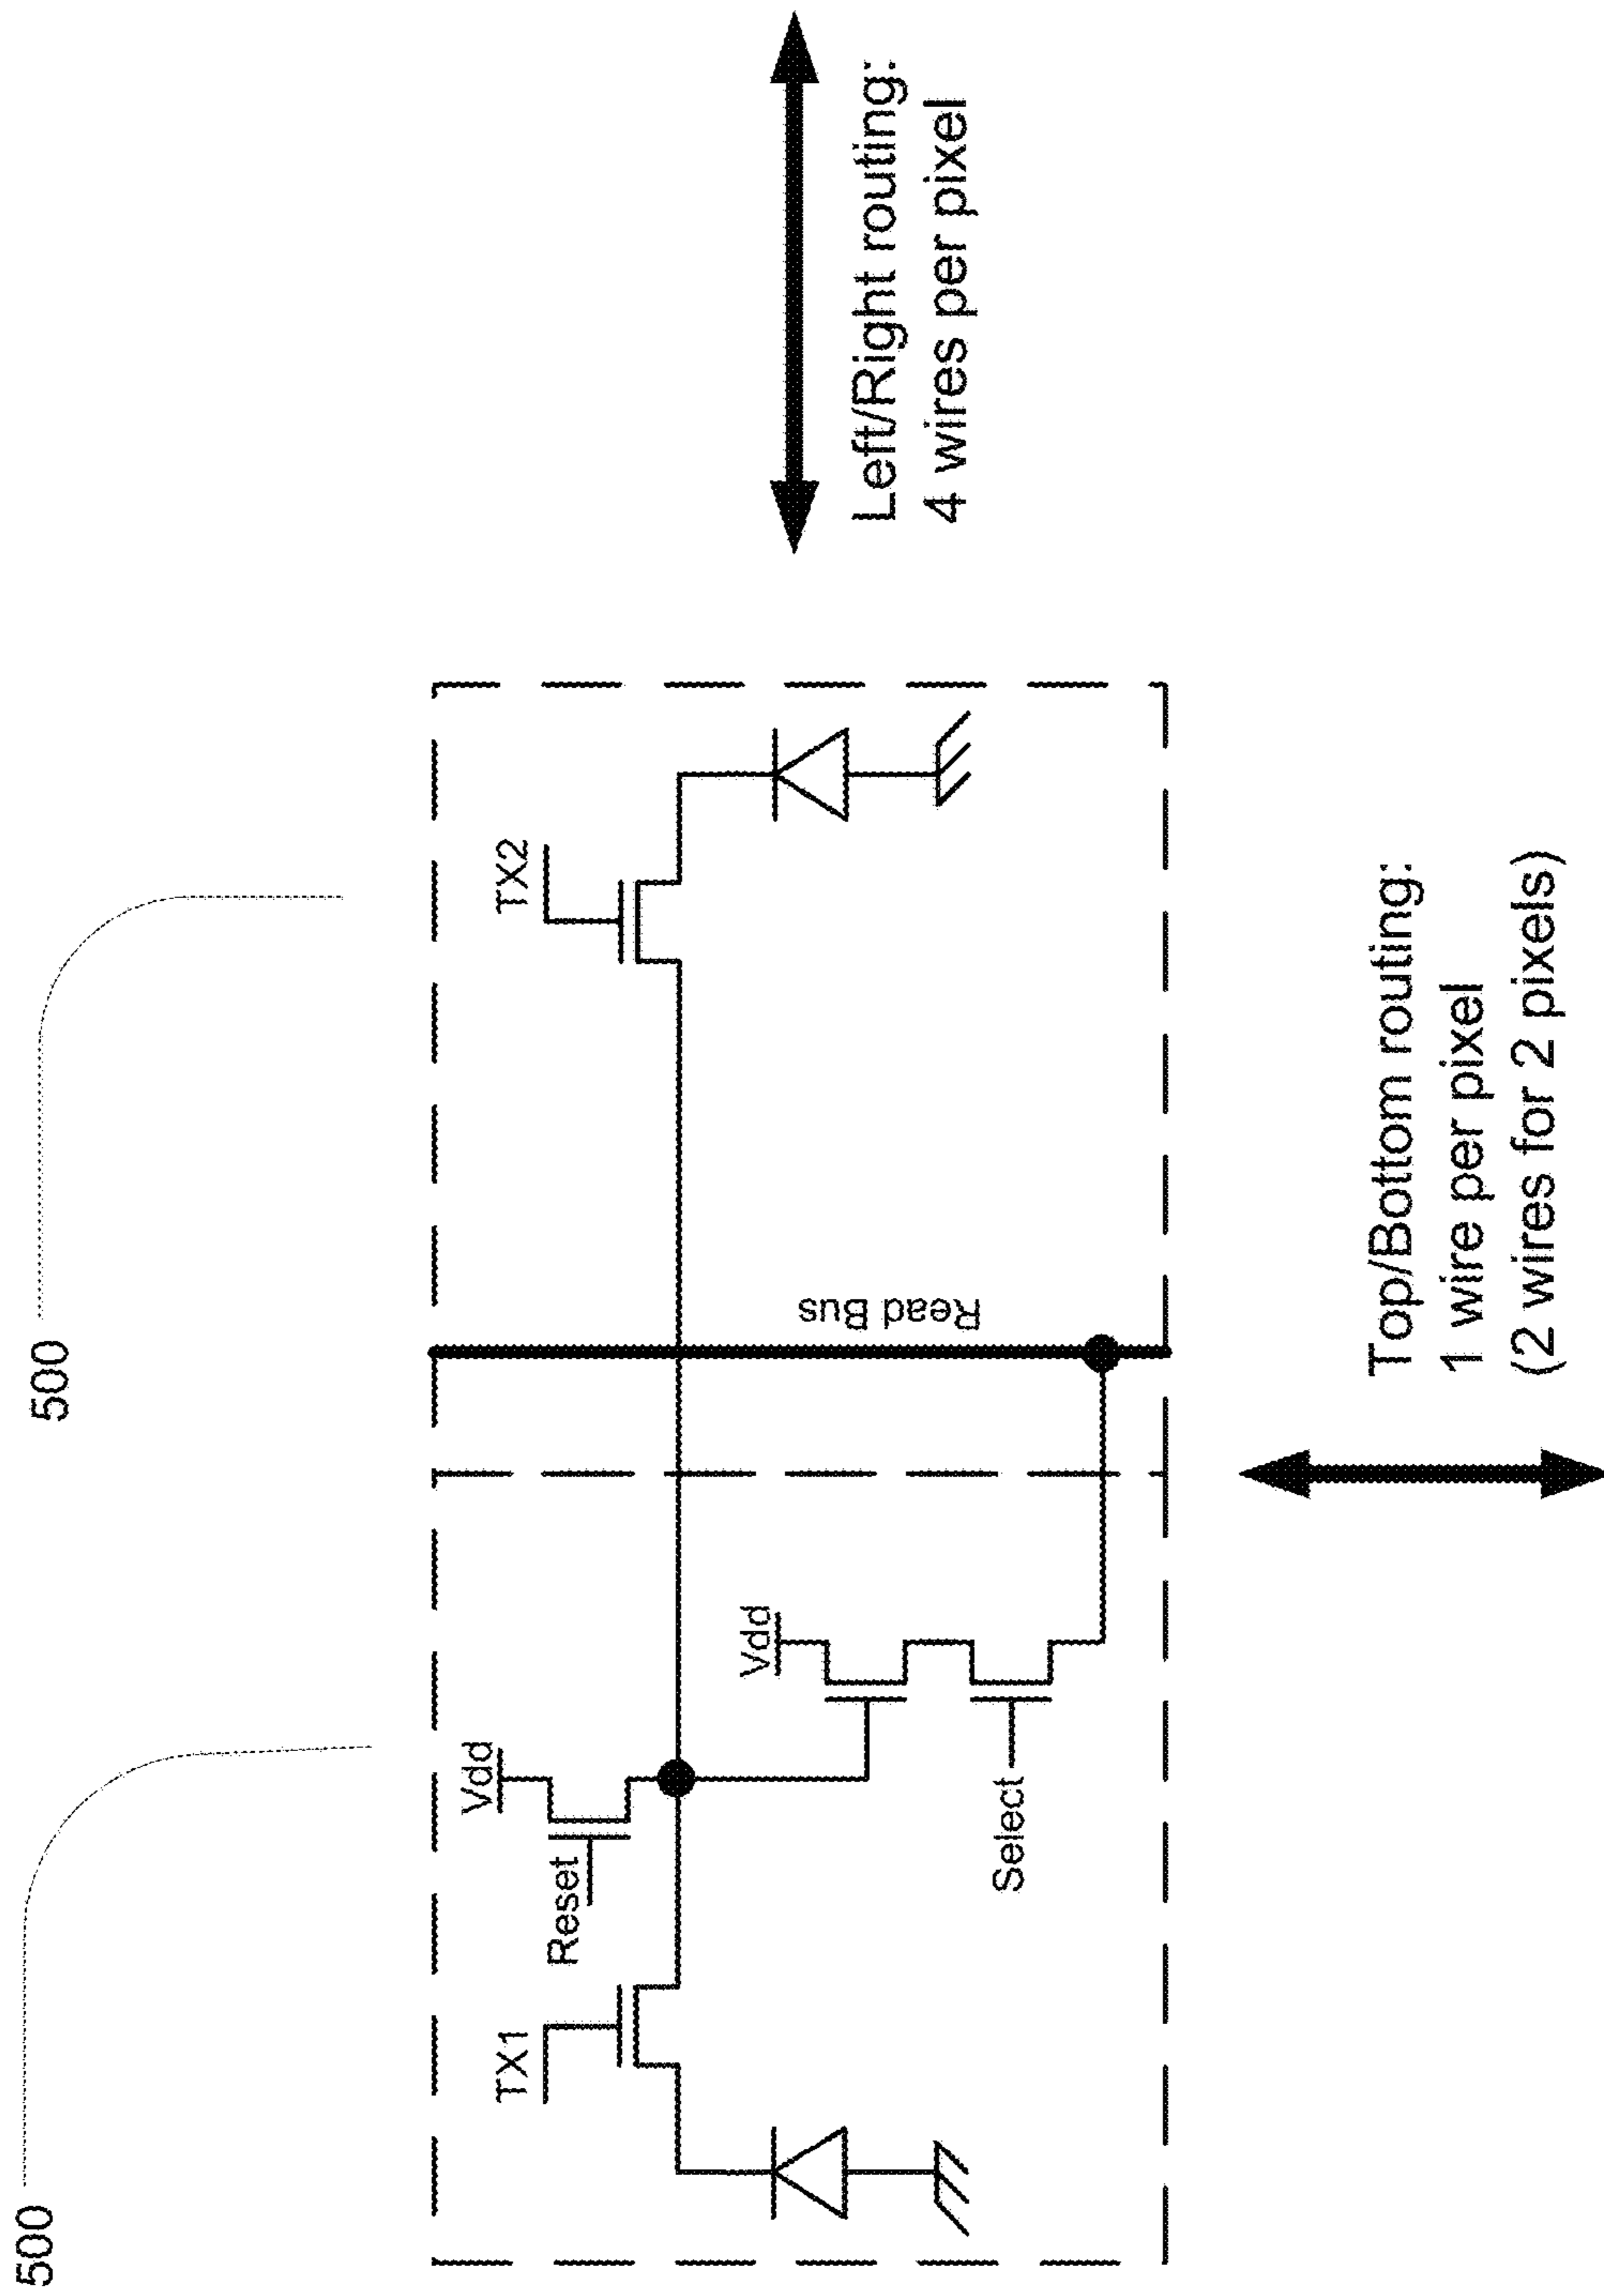 500
500
TX1
Reset
Vdd
Vdd
Select
Read Bus
TX2
Left/Right routing:
4 wires per pixel
Top/Bottom routing:
1 wire per pixel
(2 wires for 2 pixels)